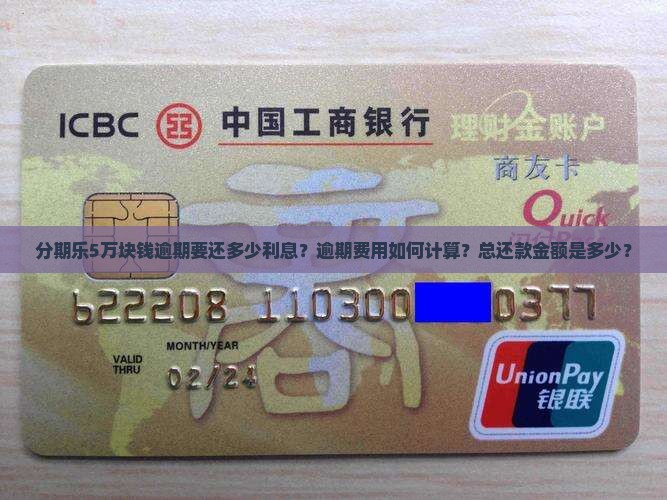 ICBC 中国工商银行 理财金账户
商友卡
Quick
分期乐5万块钱逾期要还多少利息？逾期费用如何计算？总还款金额是多少？
622208 110300 0377
MONTH/YEAR
VALID
THRU
02/24
商
UnionPay
银联